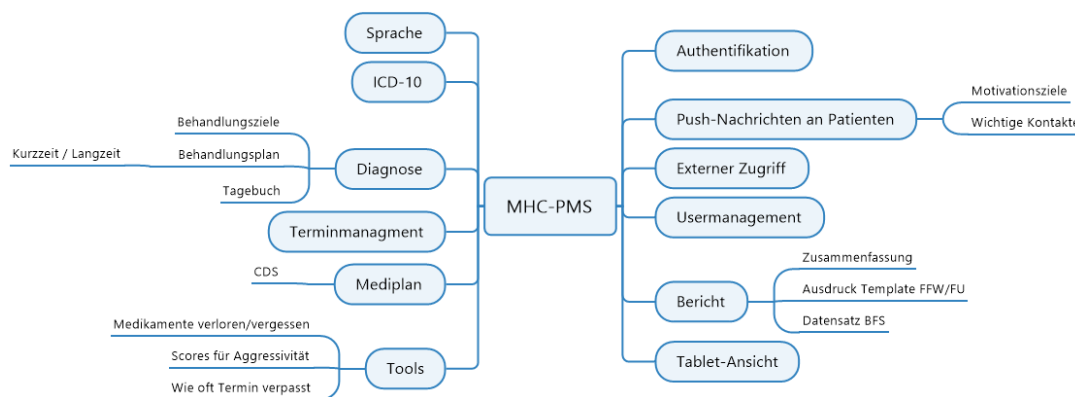 Sprache
ICD-10
Behandlungsziele
Kurzzeit / Langzeit
Behandlungsplan
Tagebuch
Diagnose
Terminmanagment
CDS
Mediplan
Medikamente verloren/vergessen
Scores für Aggressivität
Wie oft Termin verpasst
Tools
MHC-PMS
Authentifikation
Push-Nachrichten an Patienten
Motivationsziele
Wichtige Kontakte
Externer Zugriff
Usermanagement
Bericht
Zusammenfassung
Ausdruck Template FFW/FU
Datensatz BFS
Tablet-Ansicht